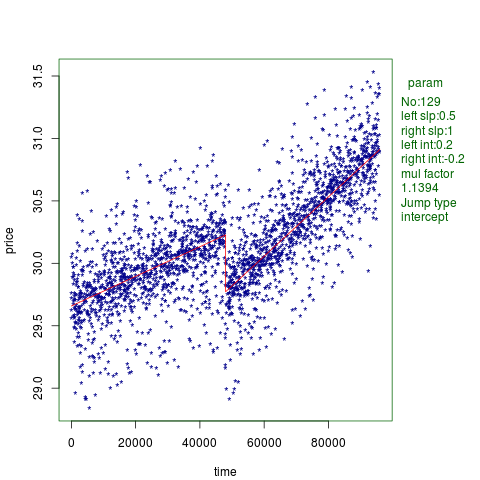 31.5
31.0
30.5
30.0
29.5
29.0
price
0
20000
40000
60000
80000
time
param
No:129
left slp:0.5
right slp:1
left int:0.2
right int:-0.2
mul factor
1.1394
Jump type
intercept